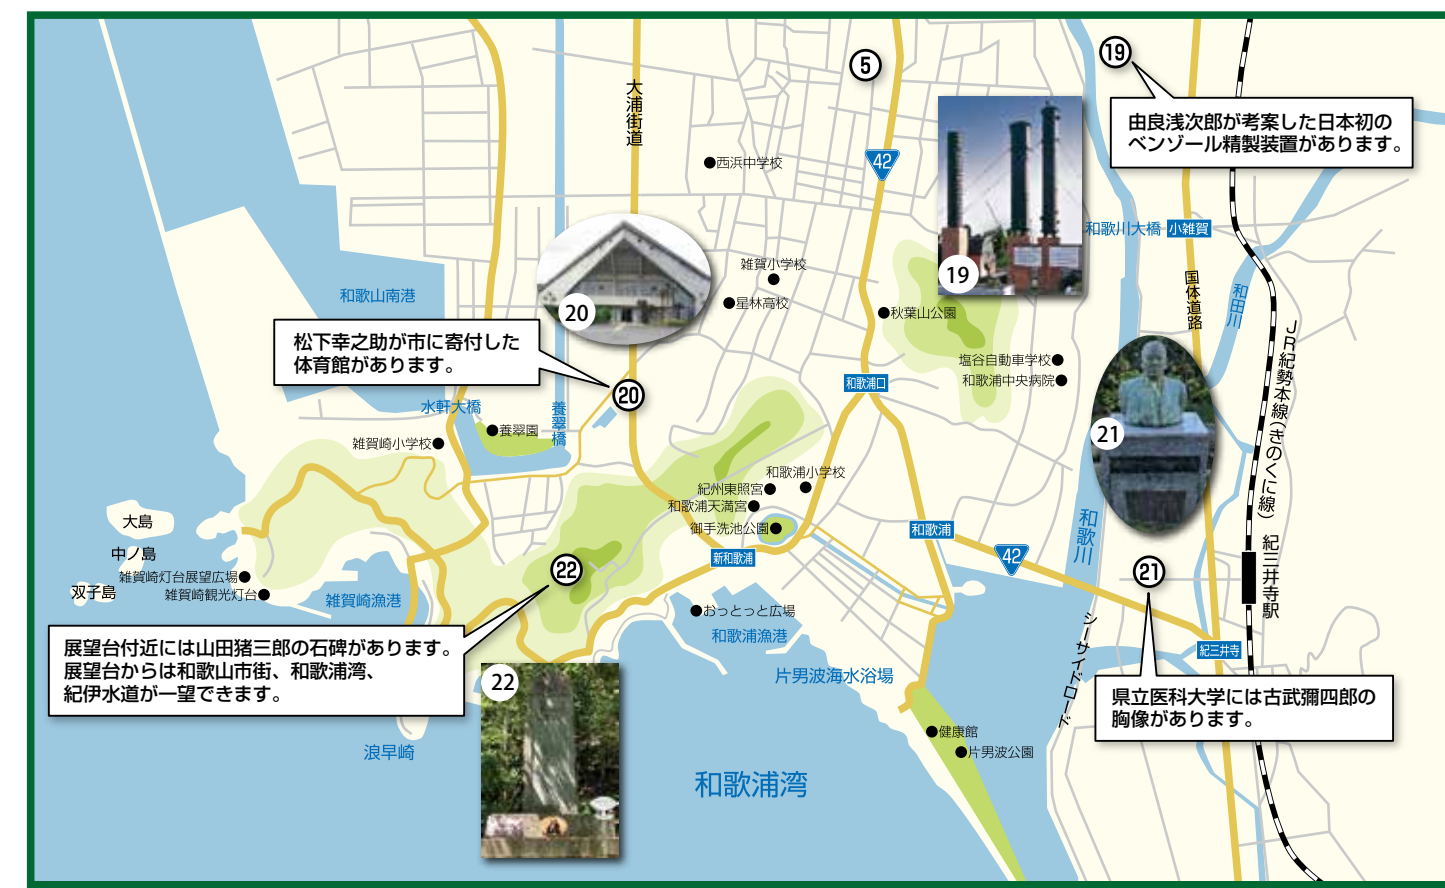 ⑤
⑲
大浦街道
由良浅次郎が考案した日本初の
ベンゾール精製装置があります。
42
西浜中学校
和歌川大橋
小雑賀
19
雑賀小学校
星林高校
和歌山南港
国体道路
和田川
20
秋葉山公園
松下幸之助が市に寄付した
体育館があります。
JR紀勢本線(きのくに線)
塩谷自動車学校
和歌浦中央病院
和歌浦口
⑳
水軒大橋
養翠橋
養翠園
雑賀崎小学校
21
和歌浦小学校
紀州東照宮
和歌浦天満宮
御手洗池公園
和歌浦
和歌川
大島
中ノ島
新和歌浦
42
雑賀崎灯台展望広場
双子島
雑賀崎観光灯台
雑賀崎漁港
㉒
㉑
紀三井寺駅
おっとっと広場
和歌浦漁港
シーサイドロード
紀三井寺
展望台付近には山田猪三郎の石碑があります。
展望台からは和歌山市街、和歌浦湾、
紀伊水道が一望できます。
22
片男波海水浴場
県立医科大学には古武彌四郎の
胸像があります。
健康館
片男波公園
浪早崎
和歌浦湾